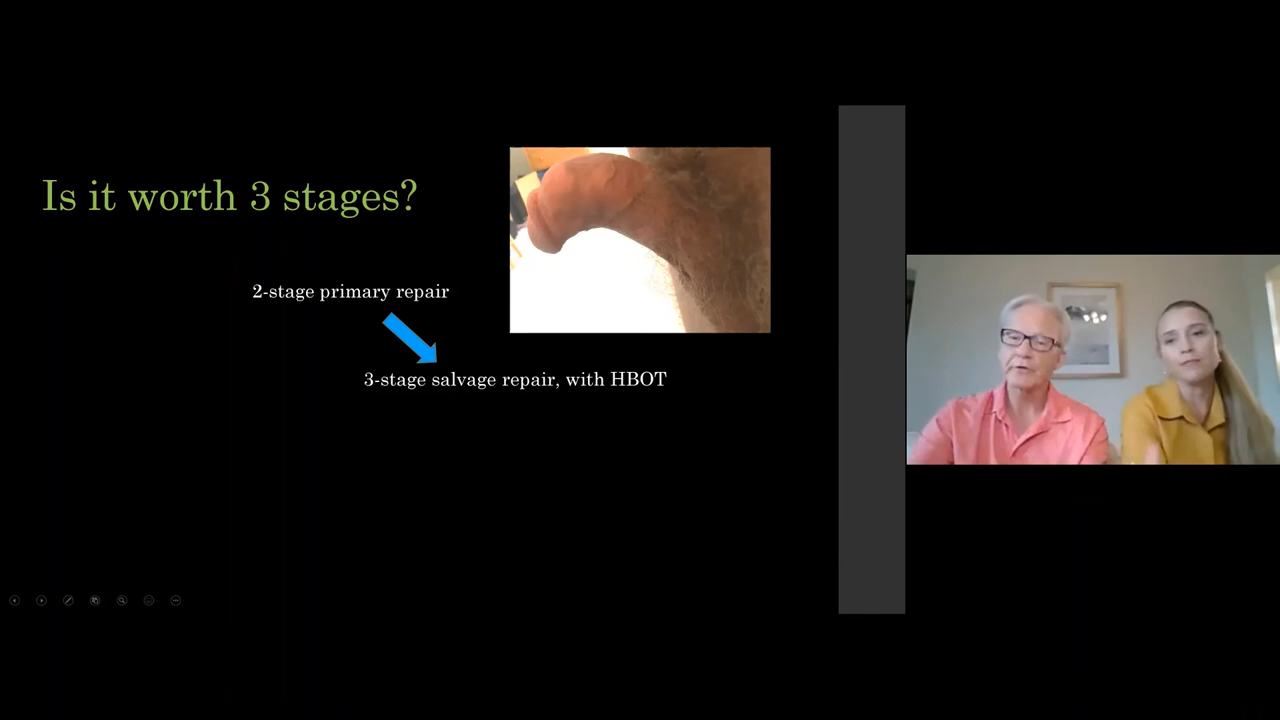 Is it worth 3 stages?
2-stage primary repair
3-stage salvage repair, with HBOT